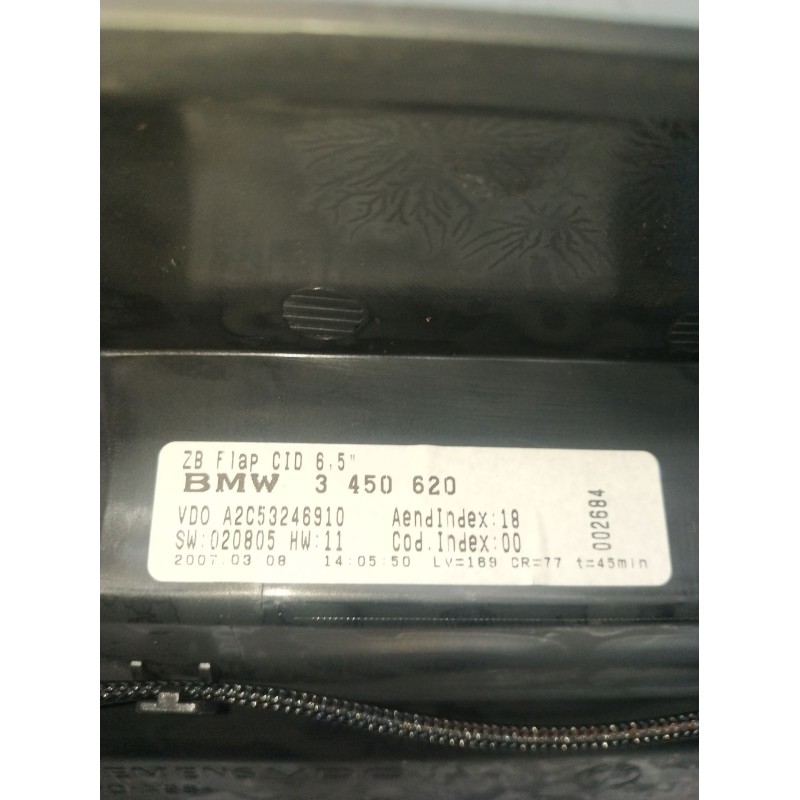 ZB Flap CID 6,5"
BMW 3 450 620
VDO A2C53246910 AendIndex:18
SW:020805 HW:11 Cod.Index:00
2007.03 08 14:05:50 LV=169 CR=77 t=45min
002684